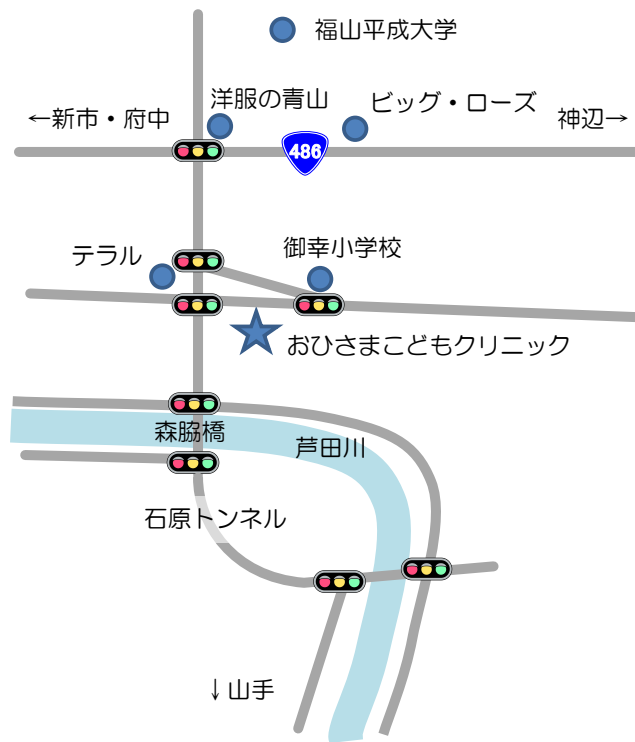 福山平成大学
洋服の青山
ビッグ・ローズ
←新市・府中
神辺→
486
テラル
御幸小学校
おひさまこどもクリニック
森脇橋
芦田川
石原トンネル
↓山手